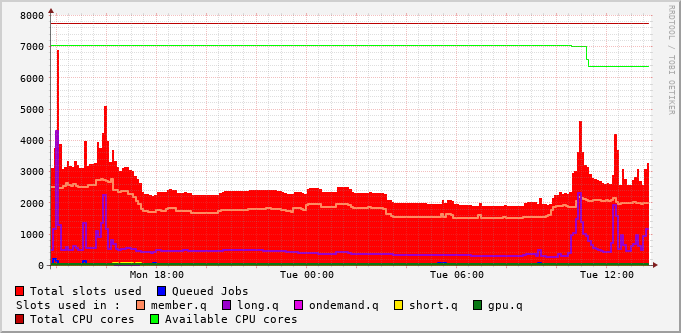 8000
7000
6000
5000
4000
3000
2000
1000
0
Mon 18:00 Tue 00:00 Tue 06:00 Tue 12:00
Total slots used Queued Jobs
Slots used in : member.q long.q ondemand.q short.q gpu.q
Total CPU cores Available CPU cores
RRDTOOL / TOBI OETIKER